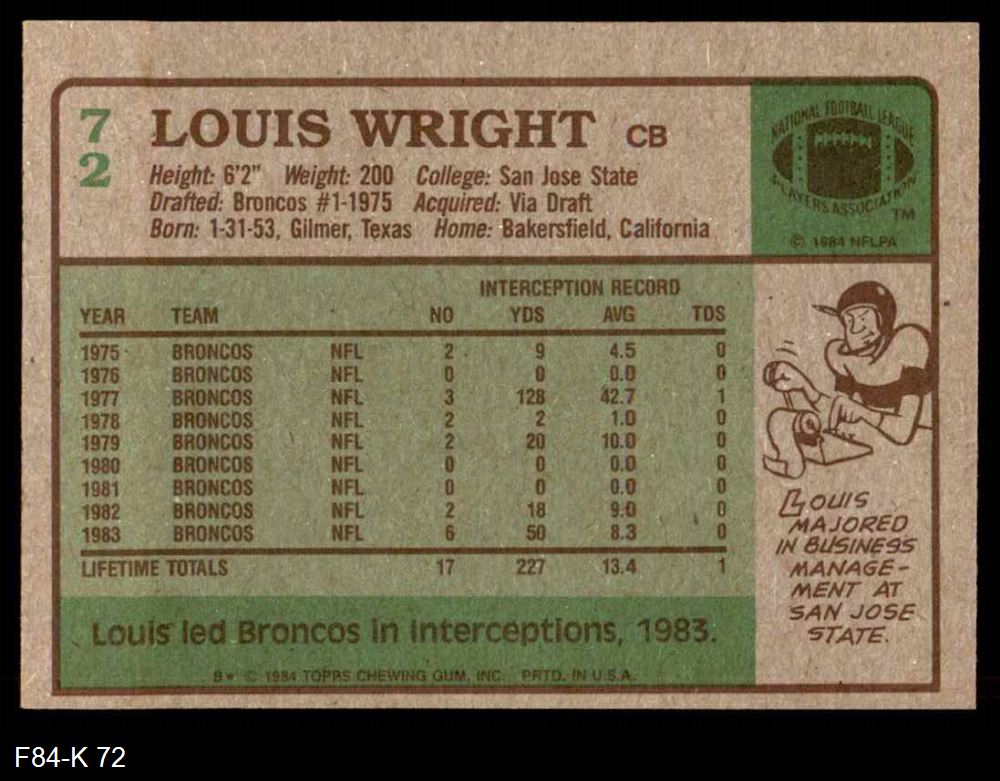 7
2
LOUIS WRIGHT CB
Height: 6'2" Weight: 200 College: San Jose State
Drafted: Broncos #1-1975 Acquired: Via Draft
Born: 1-31-53, Gilmer, Texas Home: Bakersfield, California
NATIONAL FOOTBALL LEAGUE
PLAYERS ASSOCIATION
TM
© 1984 NFLPA
INTERCEPTION RECORD
YEAR TEAM NO YDS AVG TDS
1975 BRONCOS NFL 2 9 4.5 0
1976 BRONCOS NFL 0 0 0.0 0
1977 BRONCOS NFL 3 128 42.7 1
1978 BRONCOS NFL 2 2 1.0 0
1979 BRONCOS NFL 2 20 10.0 0
1980 BRONCOS NFL 0 0 0.0 0
1981 BRONCOS NFL 0 0 0.0 0
1982 BRONCOS NFL 2 18 9.0 0
1983 BRONCOS NFL 6 50 8.3 0
LIFETIME TOTALS 17 227 13.4 1
Louis led Broncos in interceptions, 1983.
B* © 1984 TOPPS CHEWING GUM, INC. PRTD. IN U.S.A.
LOUIS
MAJORED
IN BUSINESS
MANAGE-
MENT AT
SAN JOSE
STATE.
F84-K 72